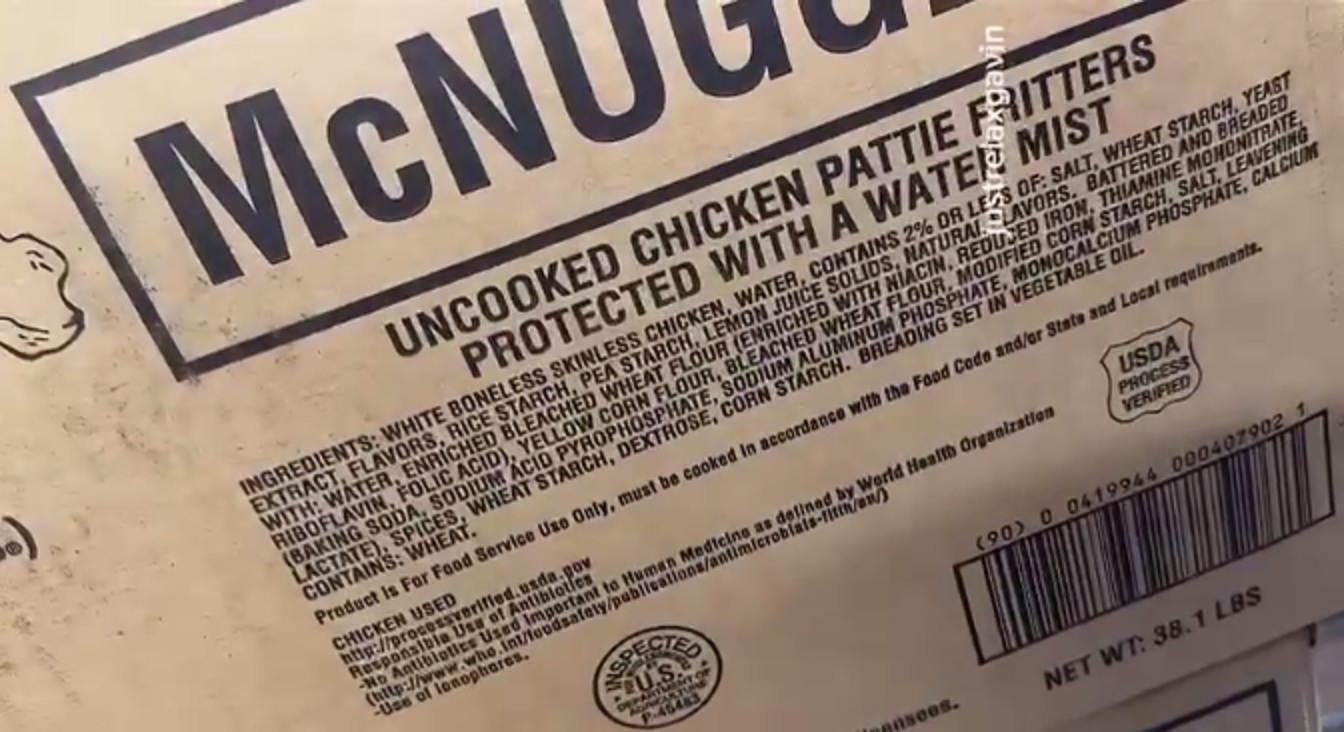 McNUGG
UNCOOKED CHICKEN PATTIE FRITTERS
PROTECTED WITH A WATER MIST
INGREDIENTS: WHITE BONELESS SKINLESS CHICKEN, WATER, CONTAINS 2% OR LESS OF: SALT, WHEAT STARCH, YEAST
EXTRACT, FLAVORS, RICE STARCH, PEA STARCH, LEMON JUICE SOLIDS, NATURAL FLAVORS. BATTERED AND BREADED
WITH: WATER, ENRICHED BLEACHED WHEAT FLOUR (ENRICHED WITH NIACIN, REDUCED IRON, THIAMINE MONONITRATE,
RIBOFLAVIN, FOLIC ACID), YELLOW CORN FLOUR, BLEACHED WHEAT FLOUR, MODIFIED CORN STARCH, SALT, LEAVENING
(BAKING SODA, SODIUM ACID PYROPHOSPHATE, SODIUM ALUMINUM PHOSPHATE, MONOCALCIUM PHOSPHATE, CALCIUM
LACTATE), SPICES, WHEAT STARCH, DEXTROSE, CORN STARCH. BREADING SET IN VEGETABLE OIL.
CONTAINS: WHEAT.
Product Is For Food Service Use Only, must be cooked in accordance with the Food Code and/or State and Local requirements.
CHICKEN USED
http://processverified.usda.gov
Responsible Use of Antibiotics
-No Antibiotics Used Important to Human Medicine as defined by World Health Organization
(http://www.who.int/foodsafety/publications/antimicrobials-fifth/en/)
-Use of Ionophores.
INSPECTED
U.S.
DEPARTMENT OF
AGRICULTURE
P-45483
USDA
PROCESS
VERIFIED
(90) 0 0419944 000407902 1
NET WT: 38.1 LBS
justrelaxgavin